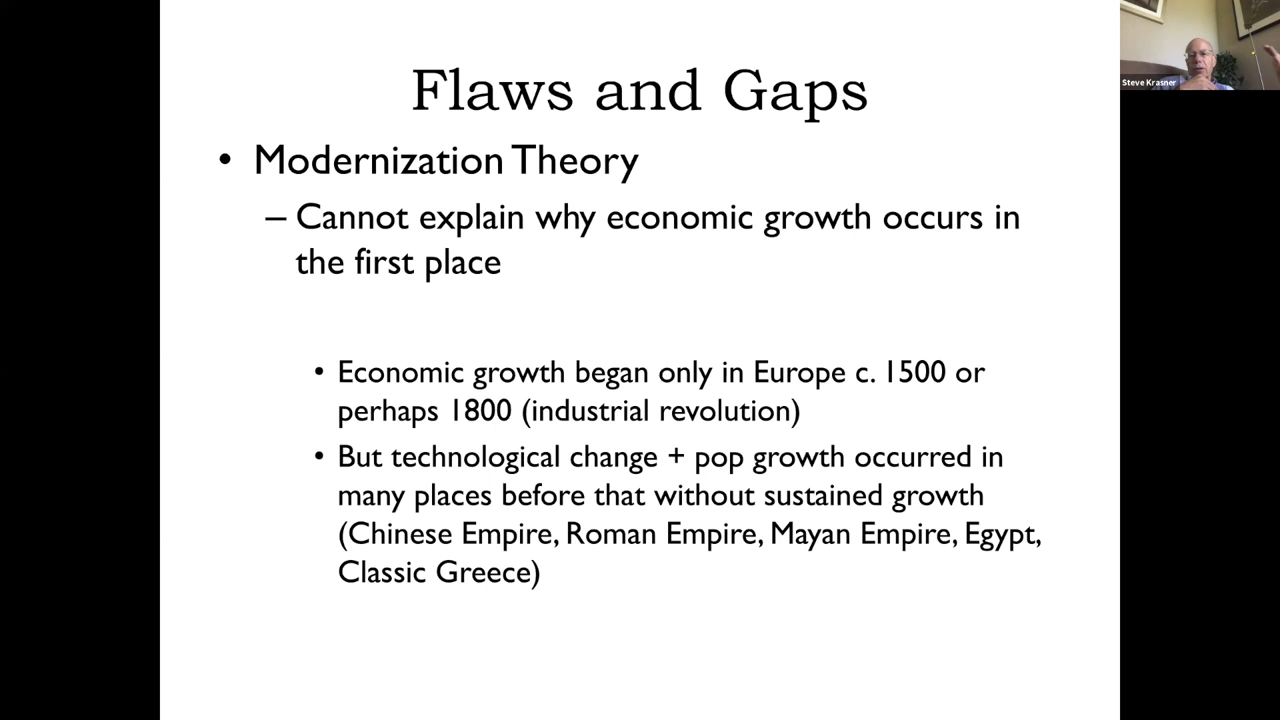 Flaws and Gaps
• Modernization Theory
– Cannot explain why economic growth occurs in
the first place
• Economic growth began only in Europe c. 1500 or
perhaps 1800 (industrial revolution)
• But technological change + pop growth occurred in
many places before that without sustained growth
(Chinese Empire, Roman Empire, Mayan Empire, Egypt,
Classic Greece)
Steve Krasner